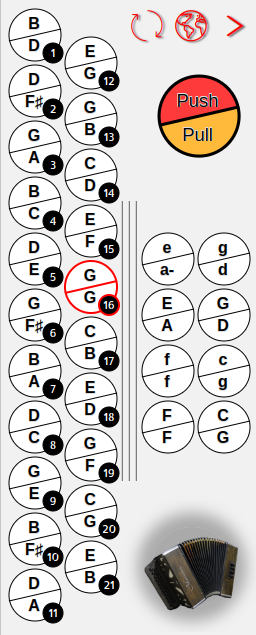 B
D 1
E
G 12
D
F♯ 2
G
B 13
G
A 3
C
D 14
B
C 4
E
F 15
D
E 5
G
G 16
G
F♯ 6
C
B 17
B
A 7
E
D 18
D
C 8
G
F 19
G
E 9
C
G 20
B
F♯ 10
E
B 21
D
A 11
Push
Pull
e g
a- d
E G
A D
f c
f g
F C
F G